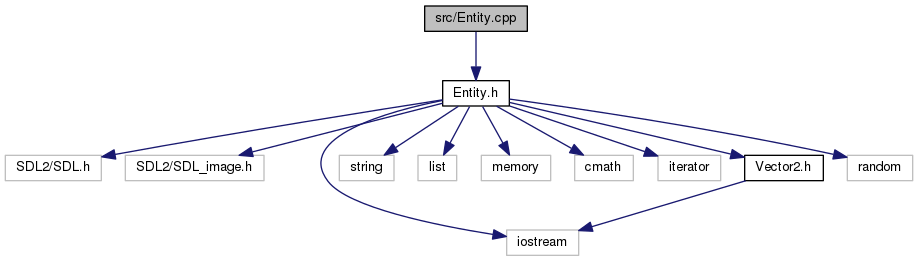 src/Entity.cpp
Entity.h
SDL2/SDL.h
SDL2/SDL_image.h
string
list
memory
cmath
iterator
Vector2.h
random
iostream